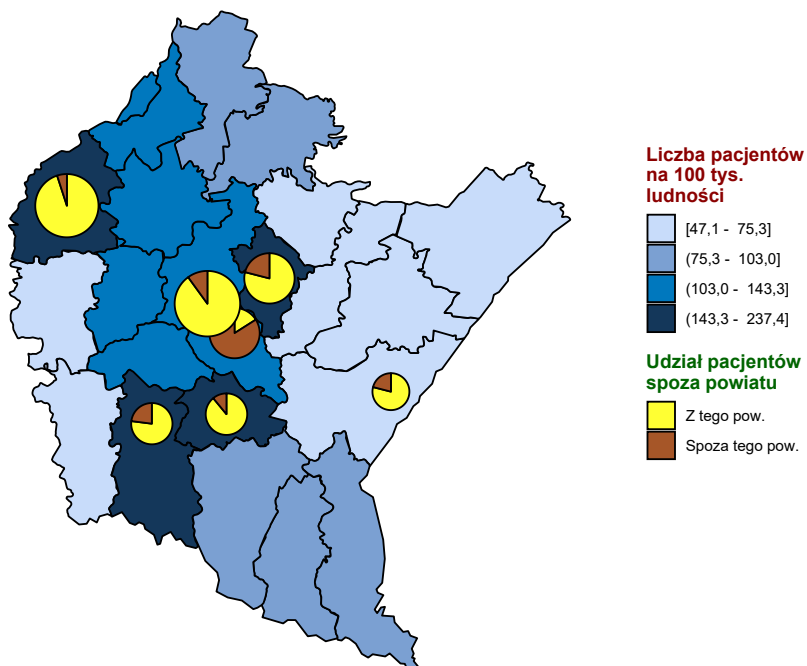 Liczba pacjentów
na 100 tys.
ludności
[47,1 - 75,3]
(75,3 - 103,0]
(103,0 - 143,3]
(143,3 - 237,4]
Udział pacjentów
spoza powiatu
Z tego pow.
Spoza tego pow.